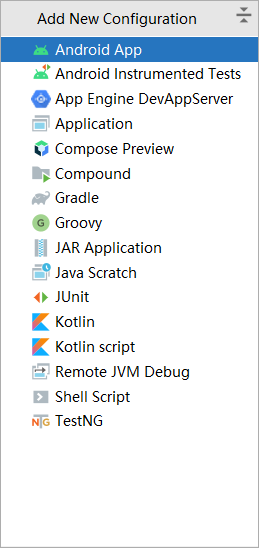 Add New Configuration
Android App
Android Instrumented Tests
App Engine DevAppServer
Application
Compose Preview
Compound
Gradle
G Groovy
JAR Application
Java Scratch
JUnit
Kotlin
Kotlin script
Remote JVM Debug
Shell Script
NG TestNG